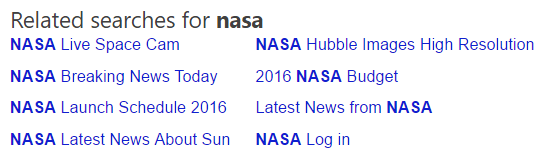 Related searches for nasa
NASA Live Space Cam
NASA Breaking News Today
NASA Launch Schedule 2016
NASA Latest News About Sun
NASA Hubble Images High Resolution
2016 NASA Budget
Latest News from NASA
NASA Log in